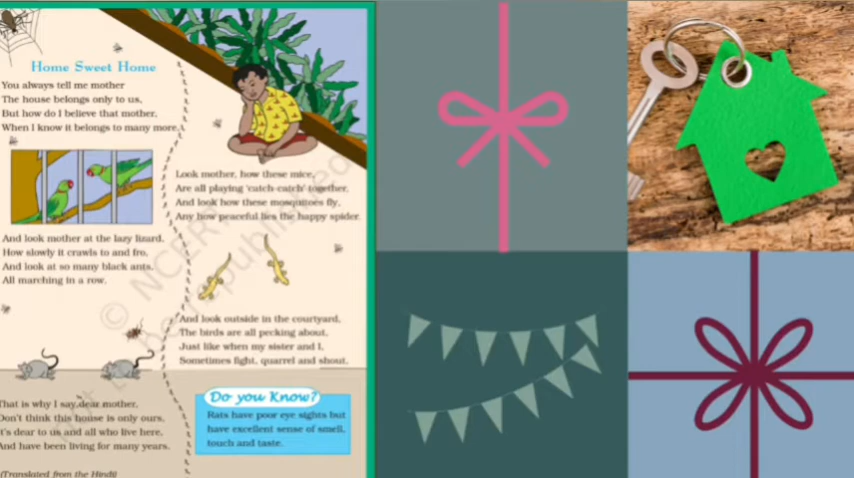 Home Sweet Home
You always tell me mother
The house belongs only to us,
But how do I believe that mother,
When I know it belongs to many more.
Look mother, how these mice,
Are all playing 'catch-catch' together.
And look how these mosquitoes fly,
Any how peaceful lies the happy spider.
And look mother at the lazy lizard,
How slowly it crawls to and fro,
And look at so many black ants,
All marching in a row.
And look outside in the courtyard,
The birds are all pecking about,
Just like when my sister and I,
Sometimes fight, quarrel and shout.
That is why I say, dear mother,
Don't think this house is only ours,
It's dear to us and all who live here,
And have been living for many years.
(Translated from the Hindi)
Do you Know?
Rats have poor eye sights but
have excellent sense of smell,
touch and taste.
© NCERT
not to be republished